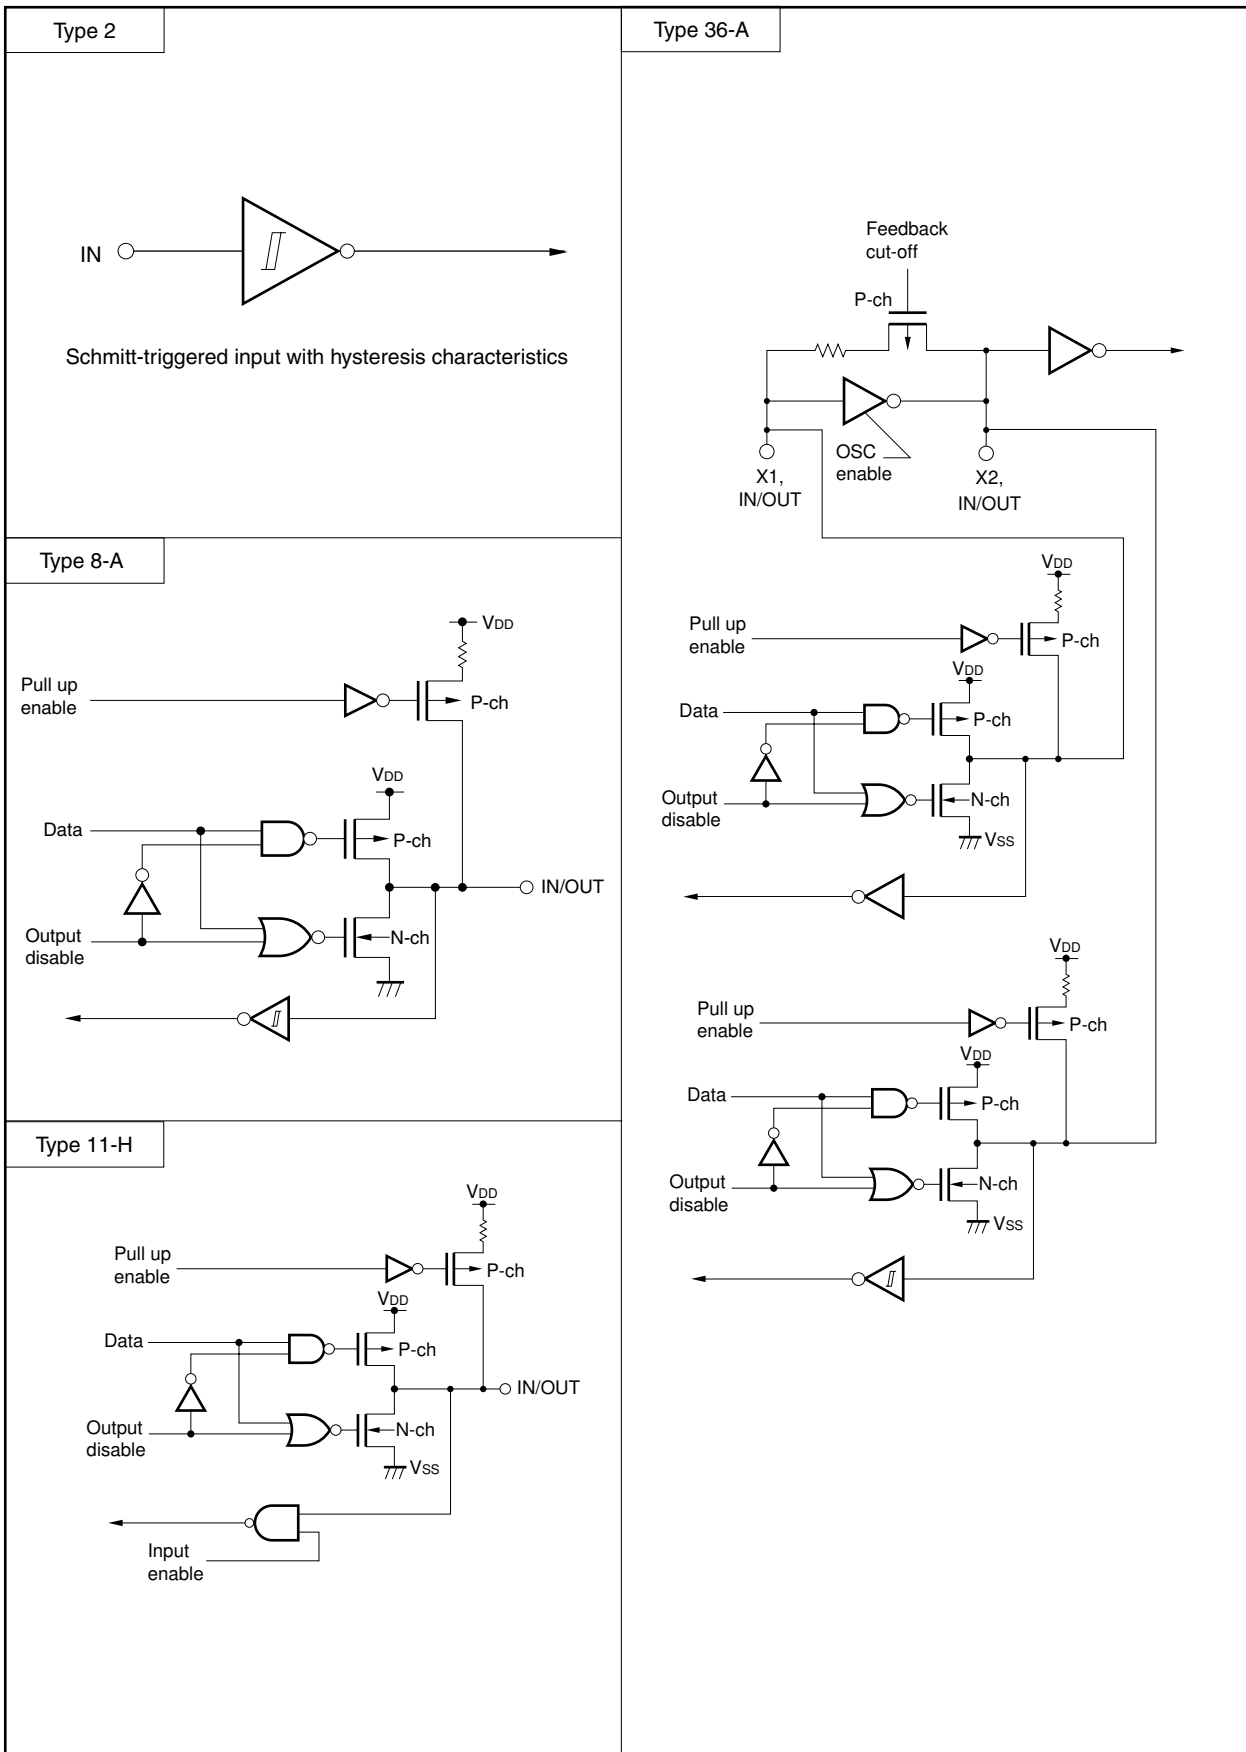 Type 2
IN
Schmitt-triggered input with hysteresis characteristics
Type 8-A
VDD
Pull up
enable
P-ch
VDD
Data
P-ch
IN/OUT
Output
disable
N-ch
Type 11-H
VDD
Pull up
enable
P-ch
VDD
Data
P-ch
IN/OUT
Output
disable
N-ch
VSS
Input
enable
Type 36-A
Feedback
cut-off
P-ch
OSC
enable
X1,
IN/OUT
X2,
IN/OUT
VDD
Pull up
enable
P-ch
VDD
Data
P-ch
Output
disable
N-ch
VSS
VDD
Pull up
enable
P-ch
VDD
Data
P-ch
Output
disable
N-ch
VSS